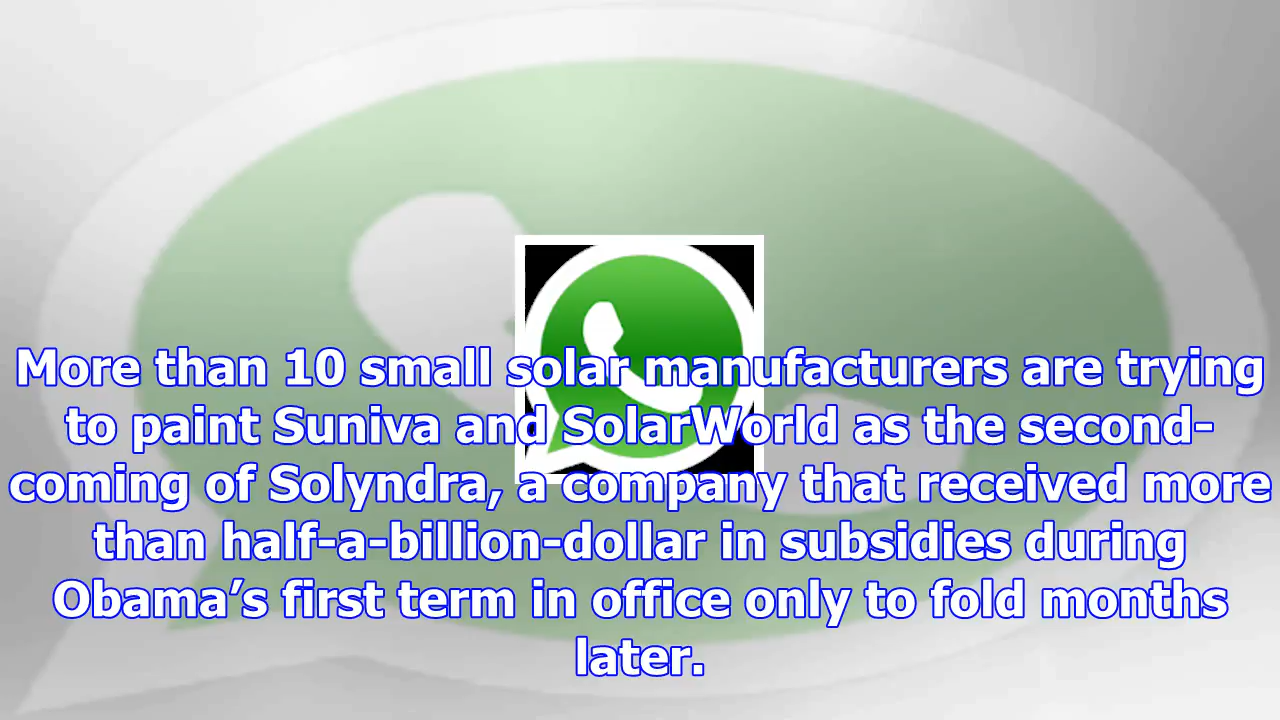 More than 10 small solar manufacturers are trying
to paint Suniva and SolarWorld as the second-
coming of Solyndra, a company that received more
than half-a-billion-dollar in subsidies during
Obama’s first term in office only to fold months
later.